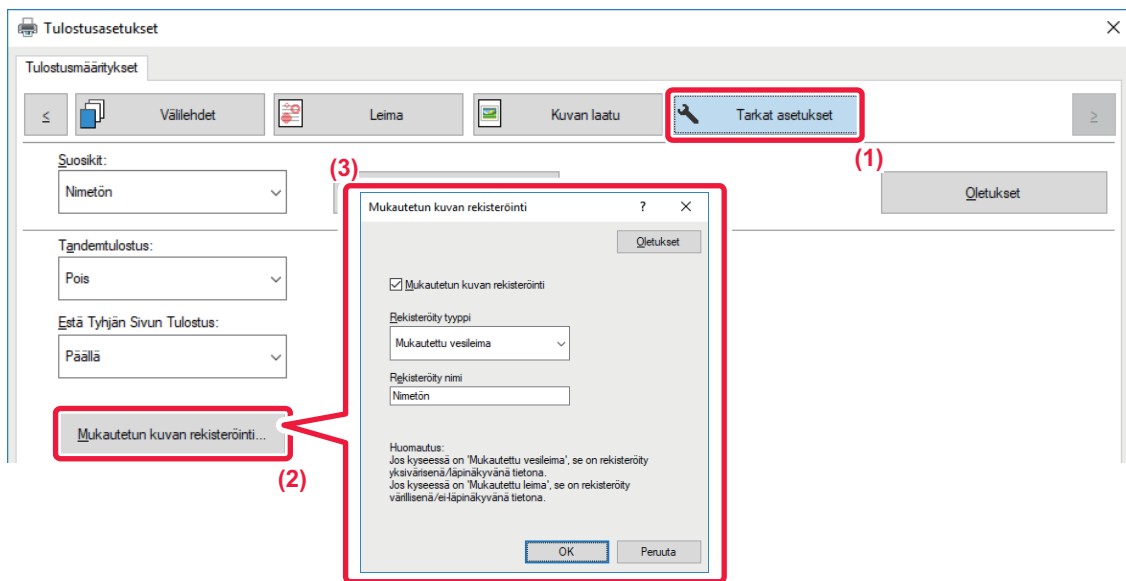 Tulostusasetukset
Tulostusmääritykset
<
Välilehdet
Leima
Kuvan laatu
Tarkat asetukset
>
(1)
Suosikit:
Nimetön
Oletukset
Tandemtulostus:
Pois
Estä Tyhjän Sivun Tulostus:
Päällä
Mukautetun kuvan rekisteröinti...
(2)
(3)
Mukautetun kuvan rekisteröinti
?
Oletukset
Mukautetun kuvan rekisteröinti
Rekisteröity tyyppi
Mukautettu vesileima
Rekisteröity nimi
Nimetön
Huomautus:
Jos kyseessä on 'Mukautettu vesileima', se on rekisteröity
yksivärisenä/läpinäkyvänä tietona.
Jos kyseessä on 'Mukautettu leima', se on rekisteröity
värillisenä/ei-läpinäkyvänä tietona.
OK
Peruuta